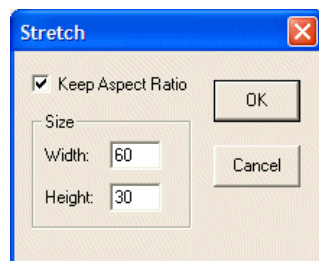 Stretch
Keep Aspect Ratio
OK
Size
Width: 60
Cancel
Height: 30